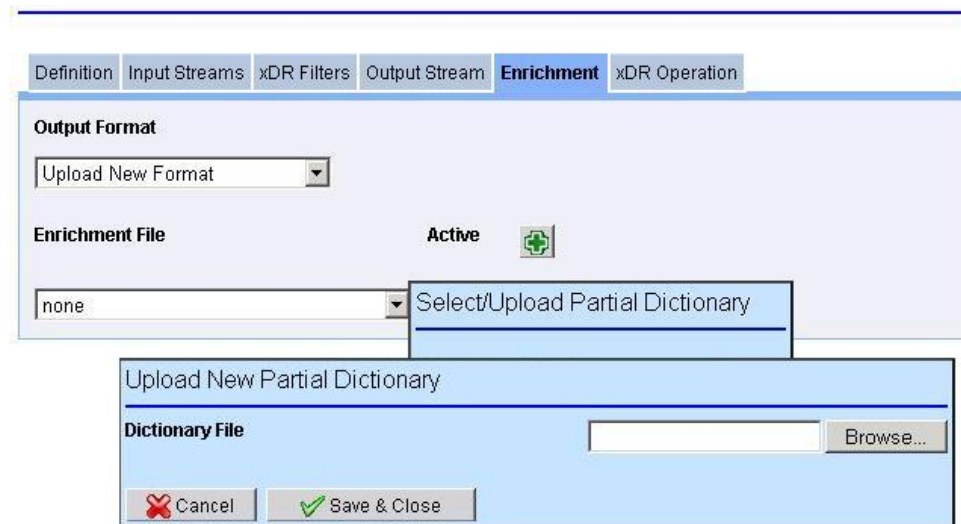 Definition Input Streams xDR Filters Output Stream Enrichment xDR Operation
Output Format
Upload New Format
Enrichment File Active
none
Select/Upload Partial Dictionary
Upload New Partial Dictionary
Dictionary File Browse...
Cancel Save & Close